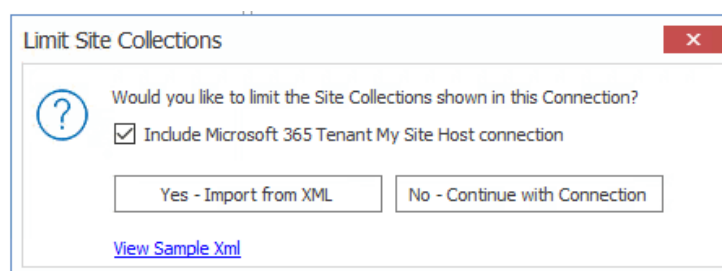 Limit Site Collections
Would you like to limit the Site Collections shown in this Connection?
Include Microsoft 365 Tenant My Site Host connection
Yes - Import from XML
No - Continue with Connection
View Sample Xml